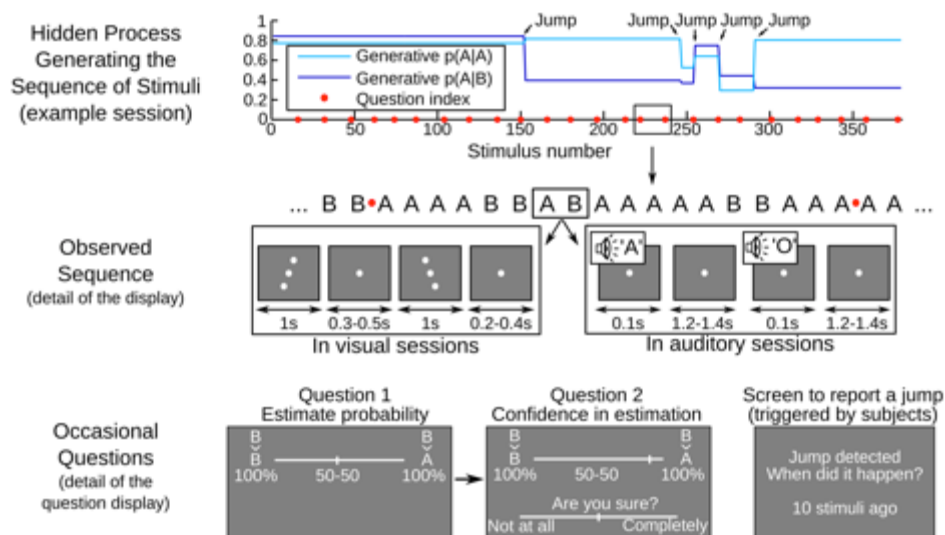 Hidden Process
Generating the
Sequence of Stimuli
(example session)
1
0.8
0.6
0.4
0.2
0
Jump
Jump
Jump
Jump
Jump
Generative p(A|A)
Generative p(A|B)
Question index
0 50 100 150 200 250 300 350
Stimulus number
... B B A A A A B B A B A A A A A B B A A A A A ...
Observed
Sequence
(detail of the display)
'A'
'O'
1s
0.3-0.5s
1s
0.2-0.4s
0.1s
1.2-1.4s
0.1s
1.2-1.4s
In visual sessions
In auditory sessions
Occasional
Questions
(detail of the
question display)
Question 1
Estimate probability
B
B
100%
50-50
B
A
100%
Question 2
Confidence in estimation
B
B
100%
50-50
B
A
100%
Are you sure?
Not at all
Completely
Screen to report a jump
(triggered by subjects)
Jump detected
When did it happen?
10 stimuli ago